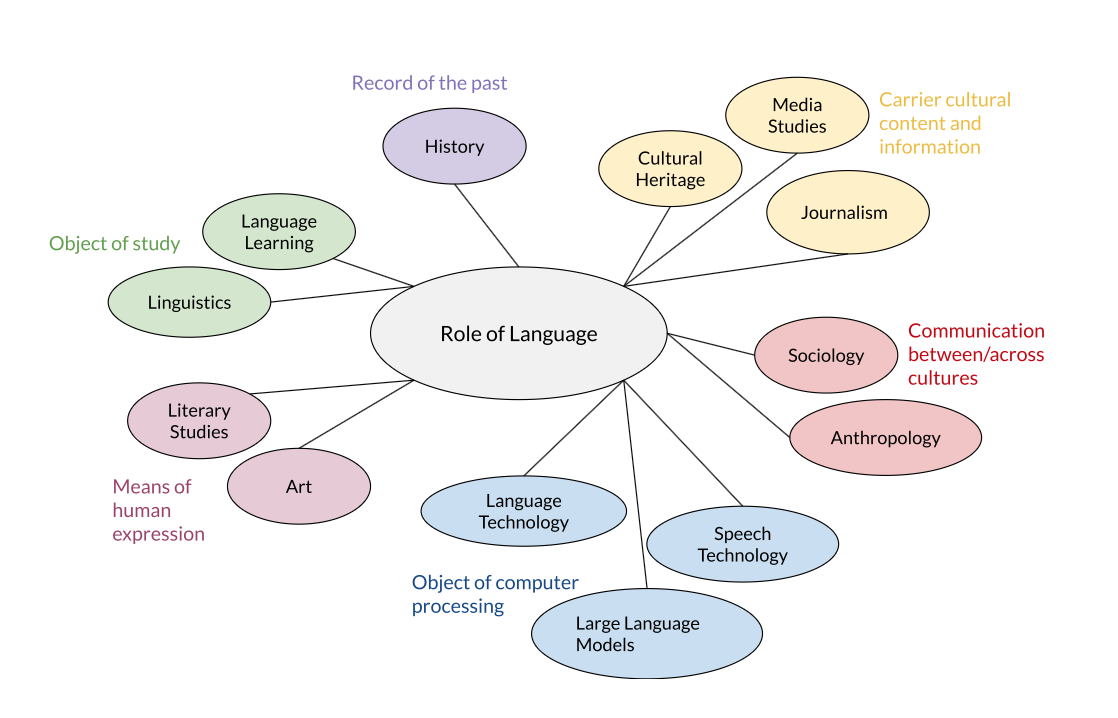 Record of the past
History
Media
Studies
Carrier cultural
content and
information
Cultural
Heritage
Journalism
Language
Learning
Object of study
Linguistics
Role of Language
Sociology
Communication
between/across
cultures
Anthropology
Literary
Studies
Art
Means of
human
expression
Language
Technology
Speech
Technology
Object of computer
processing
Large Language
Models